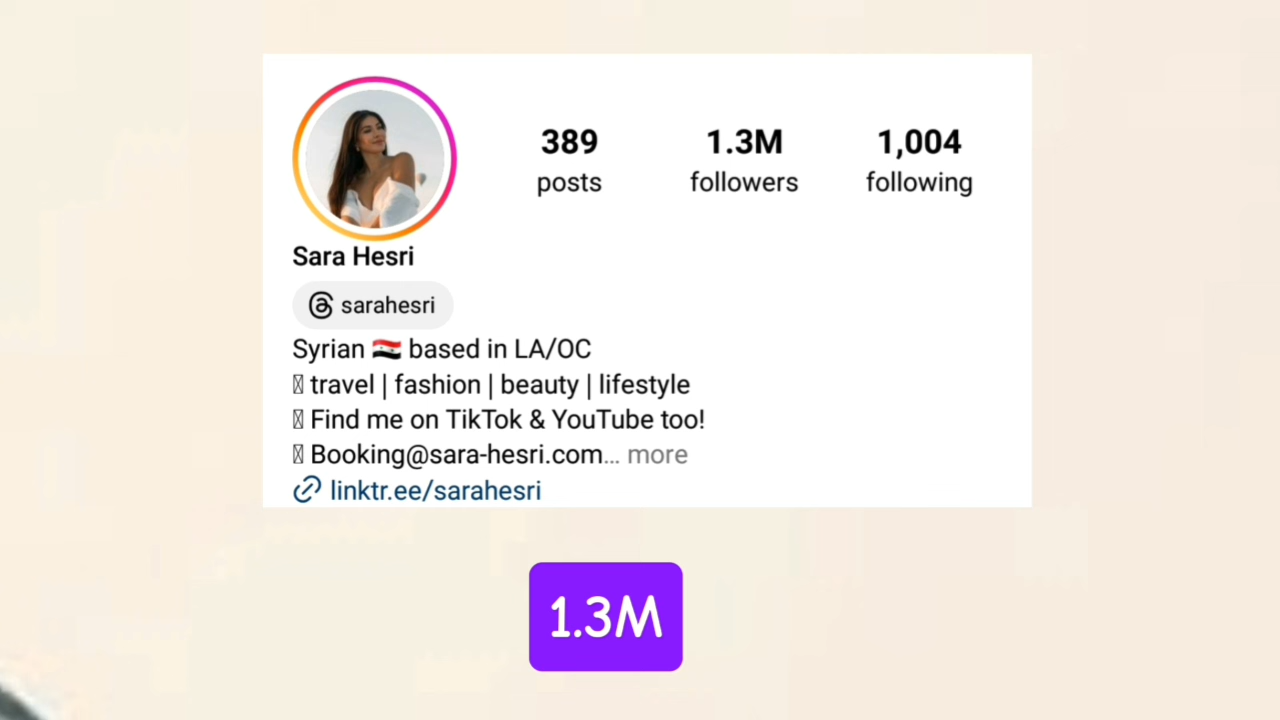 389 1.3M 1,004
posts followers following
Sara Hesri
sarahesri
Syrian 🇸🇾 based in LA/OC
travel | fashion | beauty | lifestyle
Find me on TikTok & YouTube too!
Booking@sara-hesri.com... more
linktr.ee/sarahesri
1.3M